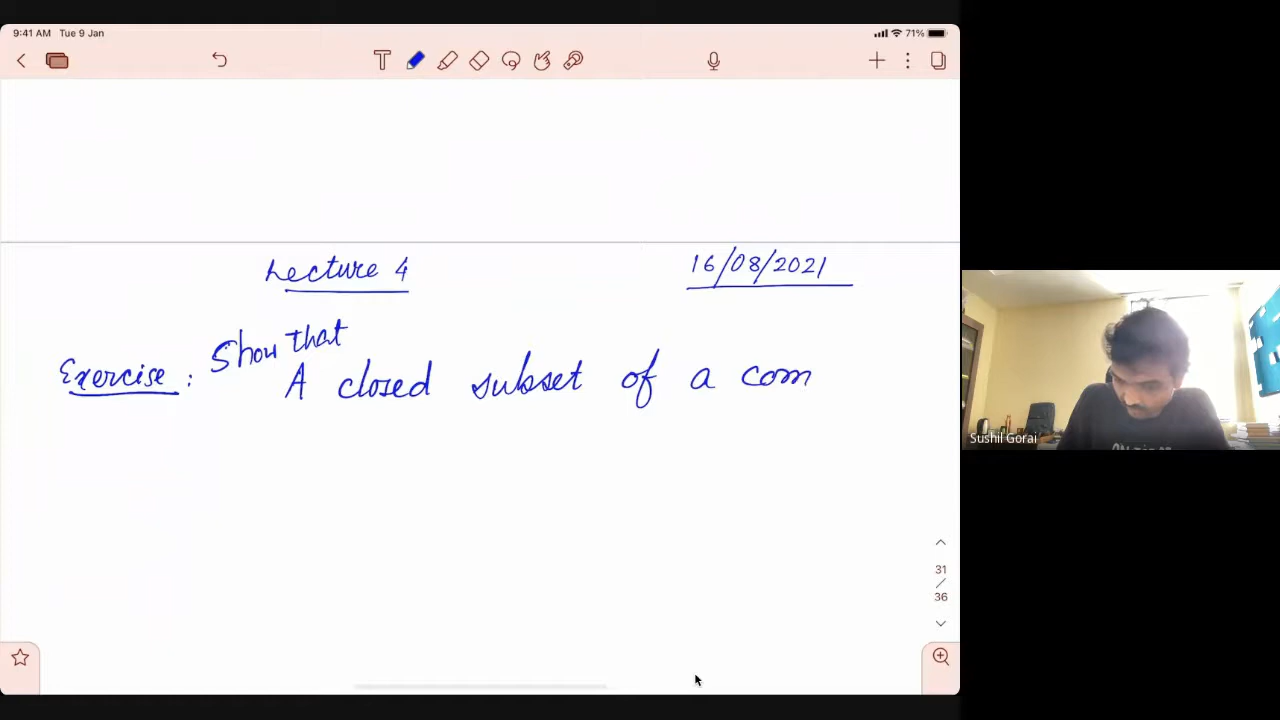 9:41 AM Tue 9 Jan 71%
T
Lecture 4 16/08/2021
Show that
Exercise : A closed subset of a com
Sushil Gorai
31
/
36